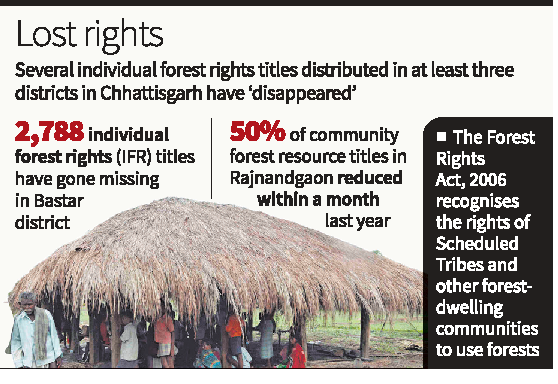 Lost rights
Several individual forest rights titles distributed in at least three
districts in Chhattisgarh have ‘disappeared’
2,788 individual
forest rights (IFR) titles
have gone missing
in Bastar
district
50% of community
forest resource titles in
Rajnandgaon reduced
within a month
last year
■ The Forest
Rights
Act, 2006
recognises
the rights of
Scheduled
Tribes and
other forest-
dwelling
communities
to use forests